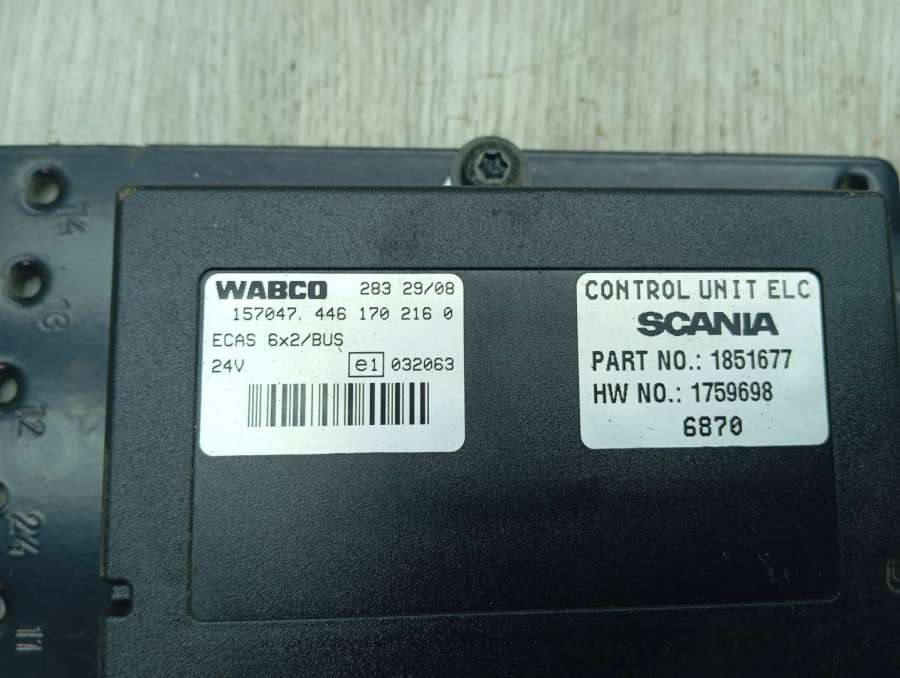 WABCO 283 29/08
157047, 446 170 216 0
ECAS 6x2/BUS
24V e1 032063
CONTROL UNIT ELC
SCANIA
PART NO.: 1851677
HW NO.: 1759698
6870
14
13
12
24
11